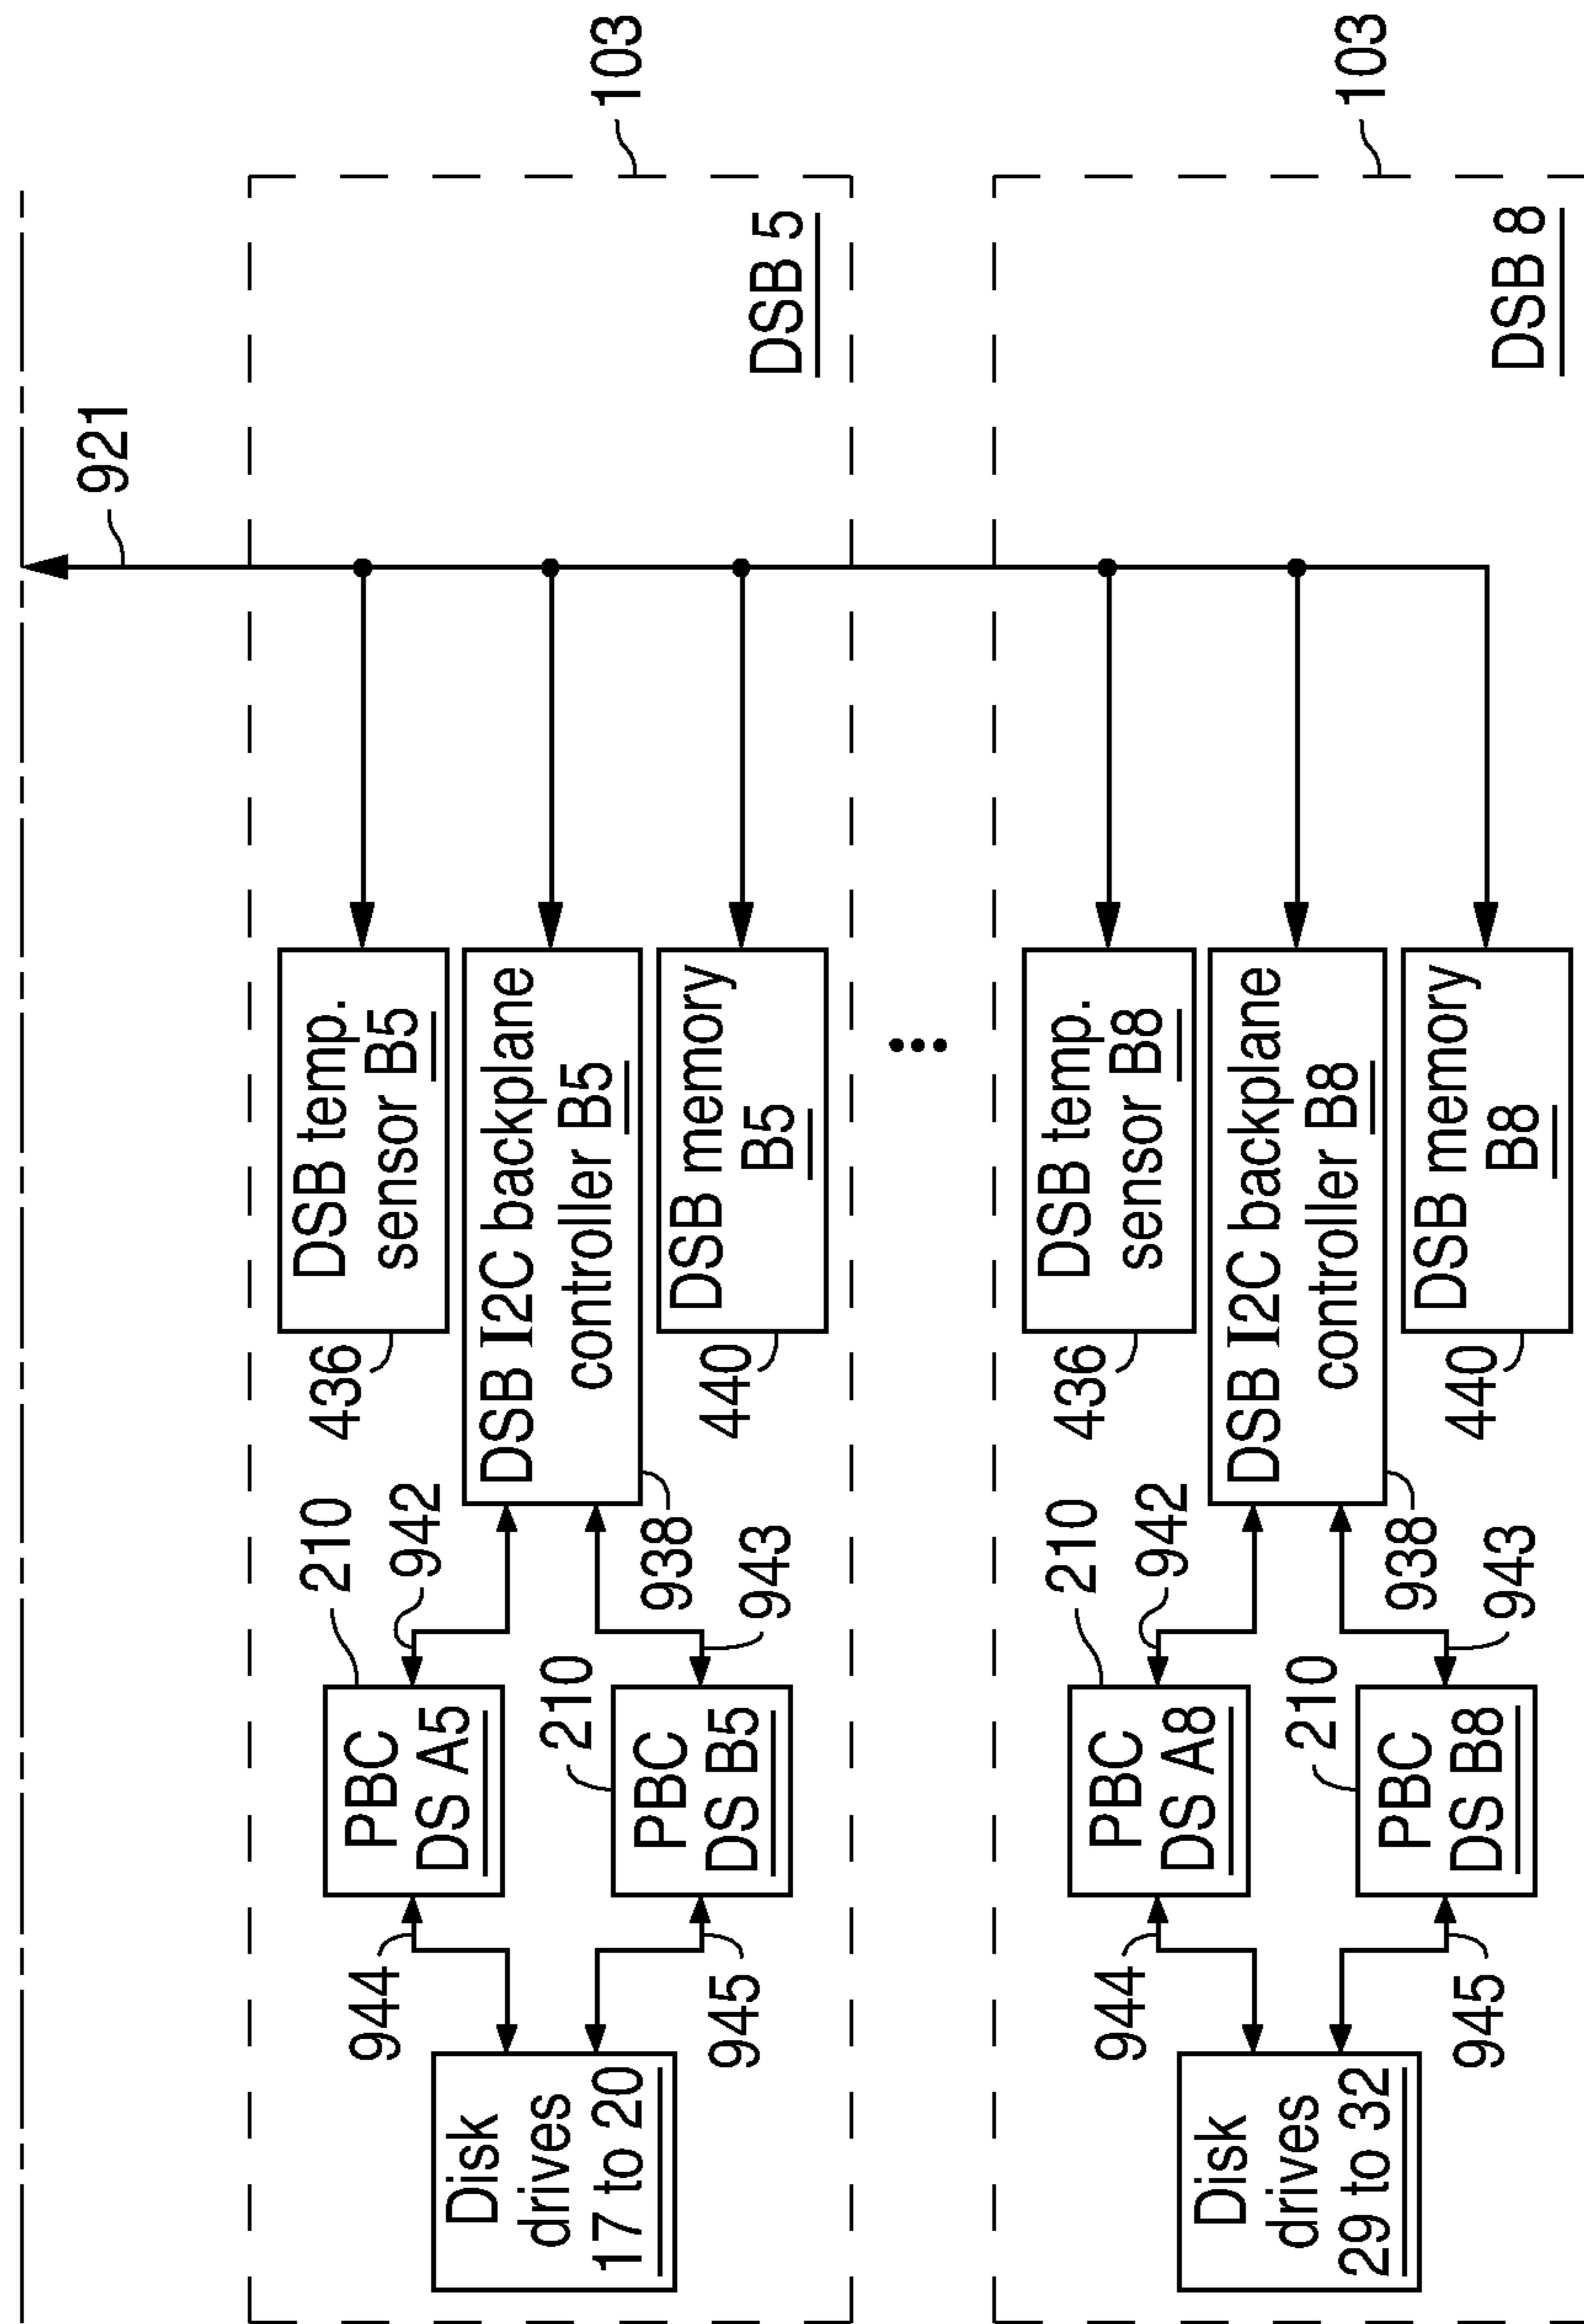 921
103
DSB 5
DSB temp.
sensor B5
436
DSB I2C backplane
controller B5
938
DSB memory
B5
440
210
942
PBC
DS A5
944
210
943
PBC
DS B5
945
Disk
drives
17 to 20
103
DSB 8
DSB temp.
sensor B8
436
DSB I2C backplane
controller B8
938
DSB memory
B8
440
210
942
PBC
DS A8
944
210
943
PBC
DS B8
945
Disk
drives
29 to 32